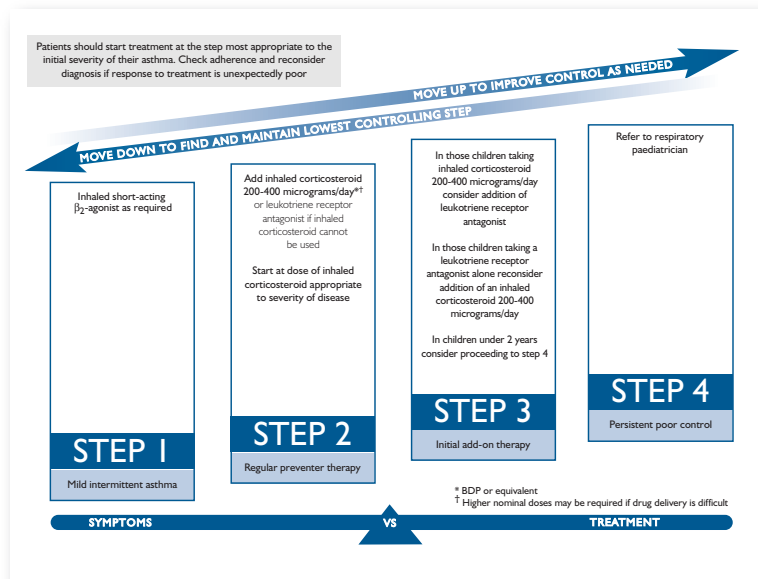 Patients should start treatment at the step most appropriate to the
initial severity of their asthma. Check adherence and reconsider
diagnosis if response to treatment is unexpectedly poor
MOVE UP TO IMPROVE CONTROL AS NEEDED
MOVE DOWN TO FIND AND MAINTAIN LOWEST CONTROLLING STEP
Inhaled short-acting
β₂-agonist as required
STEP 1
Mild intermittent asthma
Add inhaled corticosteroid
200-400 micrograms/day*†
or leukotriene receptor
antagonist if inhaled
corticosteroid cannot
be used
Start at dose of inhaled
corticosteroid appropriate
to severity of disease
STEP 2
Regular preventer therapy
In those children taking
inhaled corticosteroid
200-400 micrograms/day
consider addition of
leukotriene receptor
antagonist
In those children taking a
leukotriene receptor
antagonist alone reconsider
addition of an inhaled
corticosteroid 200-400
micrograms/day
In children under 2 years
consider proceeding to step 4
STEP 3
Initial add-on therapy
Refer to respiratory
paediatrician
STEP 4
Persistent poor control
* BDP or equivalent
† Higher nominal doses may be required if drug delivery is difficult
SYMPTOMS VS TREATMENT